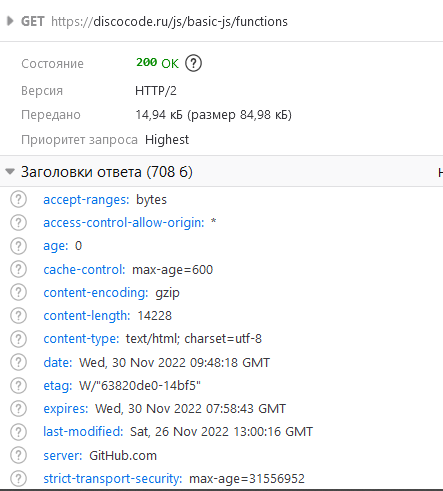 GET https://discocode.ru/js/basic-js/functions
Состояние 200 OK ?
Версия HTTP/2
Передано 14,94 кБ (размер 84,98 кБ)
Приоритет запроса Highest
Заголовки ответа (708 б)
? accept-ranges: bytes
? access-control-allow-origin: *
? age: 0
? cache-control: max-age=600
? content-encoding: gzip
? content-length: 14228
? content-type: text/html; charset=utf-8
? date: Wed, 30 Nov 2022 09:48:18 GMT
? etag: W/"63820de0-14bf5"
? expires: Wed, 30 Nov 2022 07:58:43 GMT
? last-modified: Sat, 26 Nov 2022 13:00:16 GMT
? server: GitHub.com
? strict-transport-security: max-age=31556952